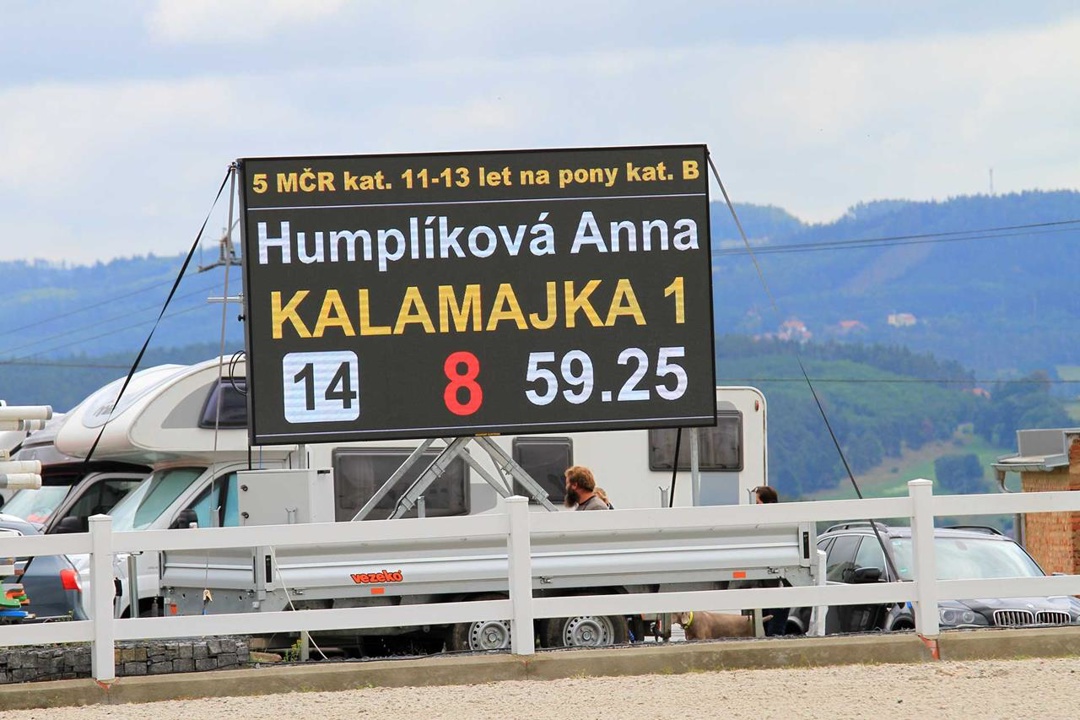 5 MČR kat. 11-13 let na pony kat. B
Humplíková Anna
KALAMAJKA 1
14 8 59.25
vezeko